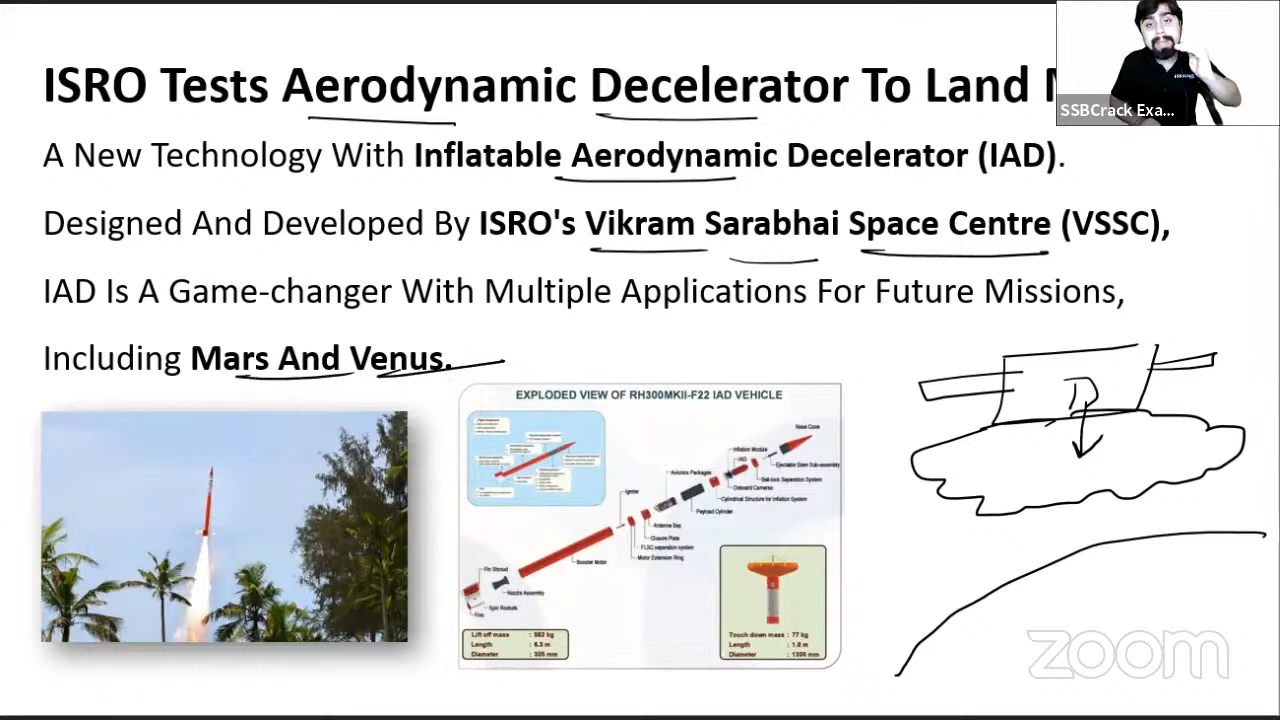 ISRO Tests Aerodynamic Decelerator To Land
SSBCrack Exa...
A New Technology With Inflatable Aerodynamic Decelerator (IAD).
Designed And Developed By ISRO's Vikram Sarabhai Space Centre (VSSC),
IAD Is A Game-changer With Multiple Applications For Future Missions,
Including Mars And Venus.
D
EXPLODED VIEW OF RH300MKII-F22 IAD VEHICLE
Nose Cone
Inflation Module
IAD
Ejectable Stem Sub-assembly
Ball-lock Separation System
Avionics Packages
Onboard Cameras
Cylindrical Structure for Inflation System
Igniter
Payload Cylinder
Antenna Bay
Closure Plate
FLSC separation system
Motor Extension Ring
Booster Motor
Fin Shroud
Nozzle Assembly
Spin Rockets
Fins
Lift off mass : 552 kg
Length : 6.3 m
Diameter : 305 mm
Touch down mass : 77 kg
Length : 1.8 m
Diameter : 1300 mm
zoom